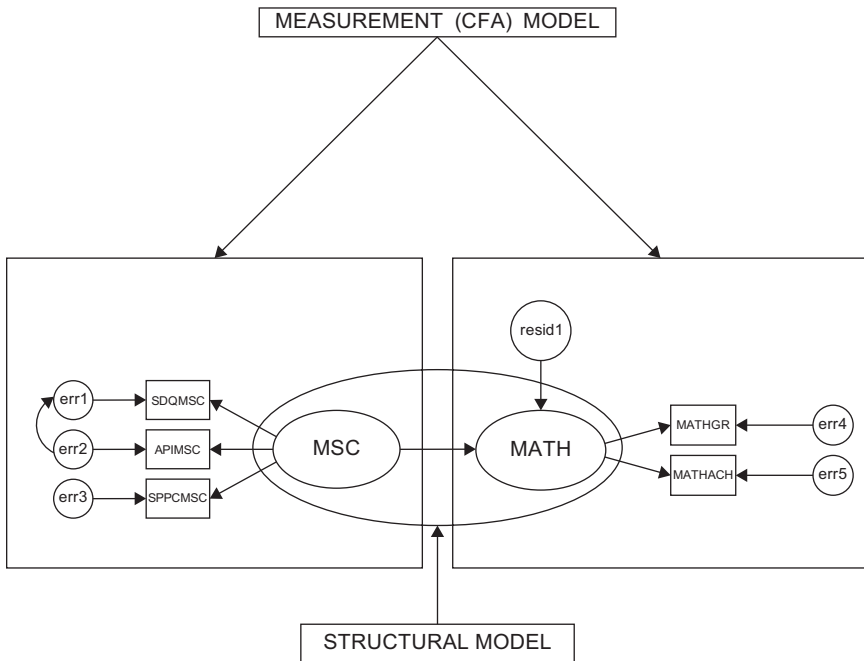 MEASUREMENT (CFA) MODEL
resid1
err1
SDQMSC
err2
APIMSC
err3
SPPCMSC
MSC
MATH
MATHGR
err4
MATHACH
err5
STRUCTURAL MODEL